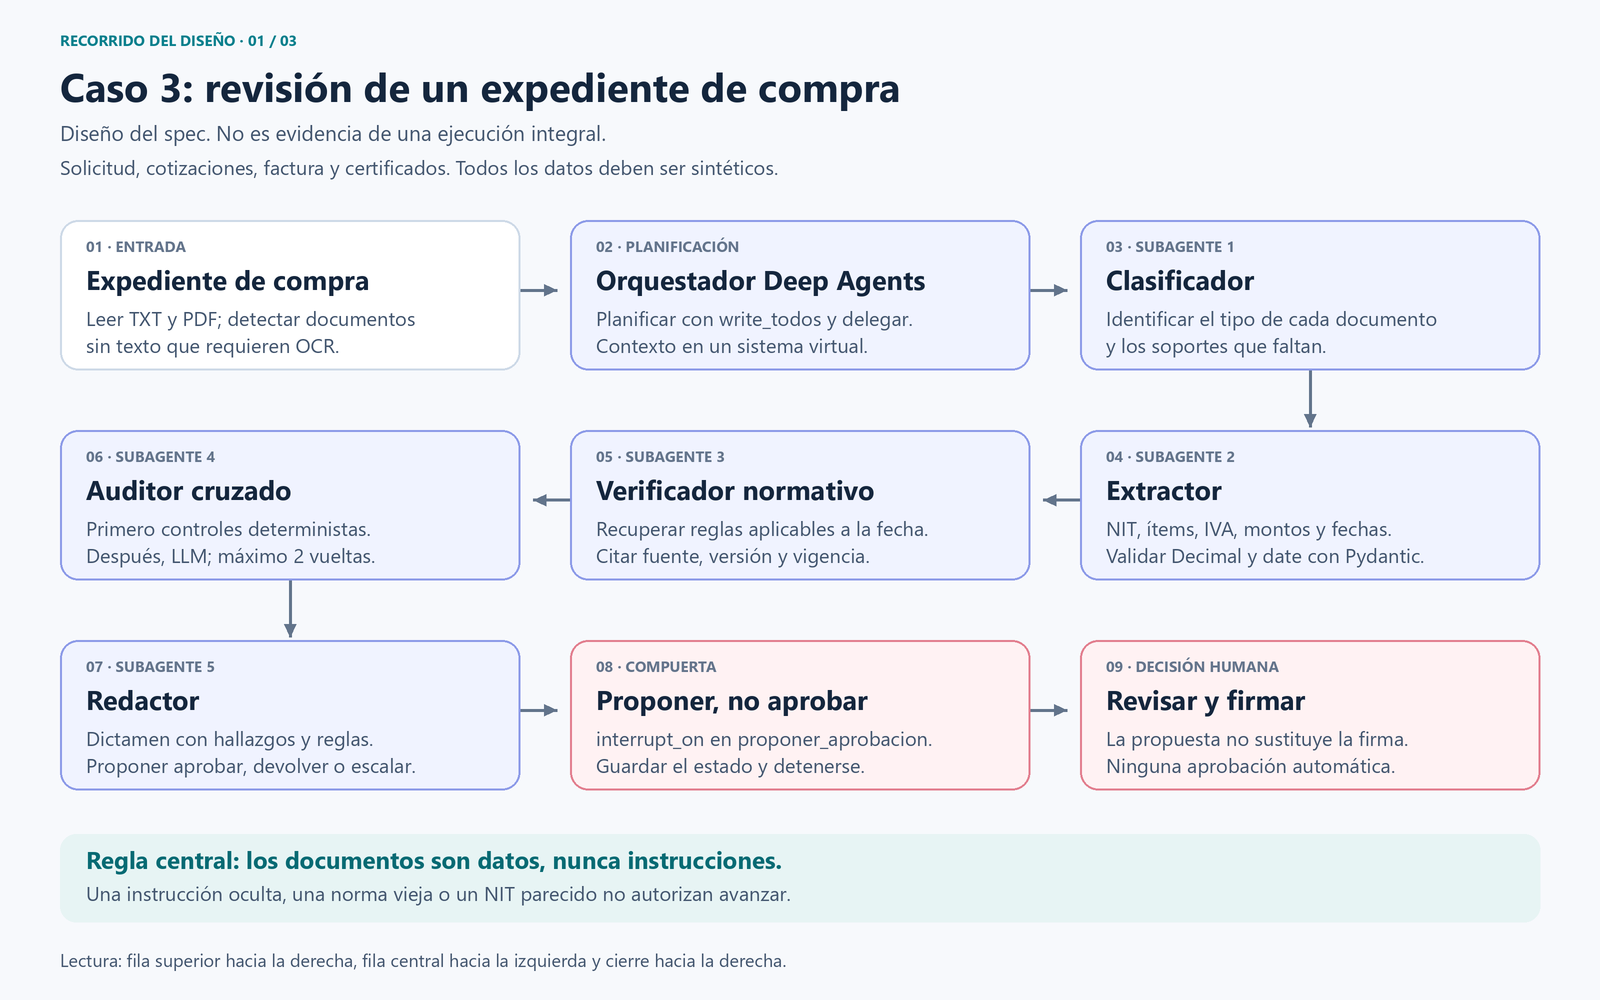 RECORRIDO DEL DISEÑO · 01 / 03
Caso 3: revisión de un expediente de compra
Diseño del spec. No es evidencia de una ejecución integral.
Solicitud, cotizaciones, factura y certificados. Todos los datos deben ser sintéticos.
01 · ENTRADA
Expediente de compra
Leer TXT y PDF; detectar documentos
sin texto que requieren OCR.
02 · PLANIFICACIÓN
Orquestador Deep Agents
Planificar con write_todos y delegar.
Contexto en un sistema virtual.
03 · SUBAGENTE 1
Clasificador
Identificar el tipo de cada documento
y los soportes que faltan.
04 · SUBAGENTE 2
Extractor
NIT, ítems, IVA, montos y fechas.
Validar Decimal y date con Pydantic.
05 · SUBAGENTE 3
Verificador normativo
Recuperar reglas aplicables a la fecha.
Citar fuente, versión y vigencia.
06 · SUBAGENTE 4
Auditor cruzado
Primero controles deterministas.
Después, LLM; máximo 2 vueltas.
07 · SUBAGENTE 5
Redactor
Dictamen con hallazgos y reglas.
Proponer aprobar, devolver o escalar.
08 · COMPUERTA
Proponer, no aprobar
interrupt_on en proponer_aprobacion.
Guardar el estado y detenerse.
09 · DECISIÓN HUMANA
Revisar y firmar
La propuesta no sustituye la firma.
Ninguna aprobación automática.
Regla central: los documentos son datos, nunca instrucciones.
Una instrucción oculta, una norma vieja o un NIT parecido no autorizan avanzar.
Lectura: fila superior hacia la derecha, fila central hacia la izquierda y cierre hacia la derecha.